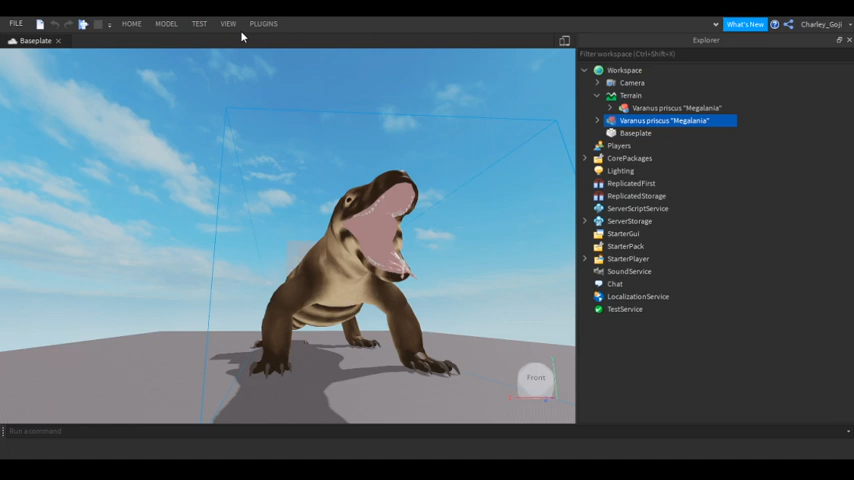 FILE HOME MODEL TEST VIEW PLUGINS What's New ? Charley_Goji
Baseplate
Explorer
Filter workspace (Ctrl+Shift+X)
Workspace
Camera
Terrain
Varanus priscus "Megalania"
Varanus priscus "Megalania"
Baseplate
Players
CorePackages
Lighting
ReplicatedFirst
ReplicatedStorage
ServerScriptService
ServerStorage
StarterGui
StarterPack
StarterPlayer
SoundService
Chat
LocalizationService
TestService
Front
Run a command